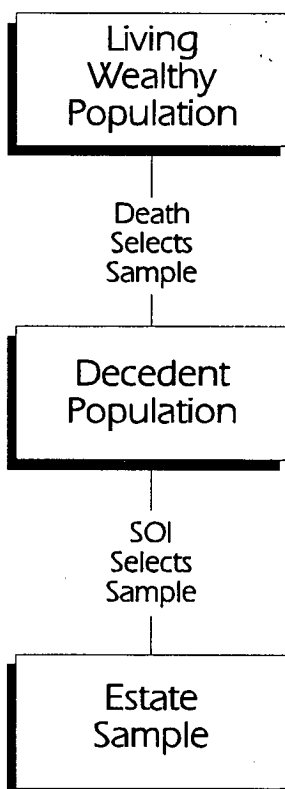 Living
Wealthy
Population
Death
Selects
Sample
Decedent
Population
SOI
Selects
Sample
Estate
Sample